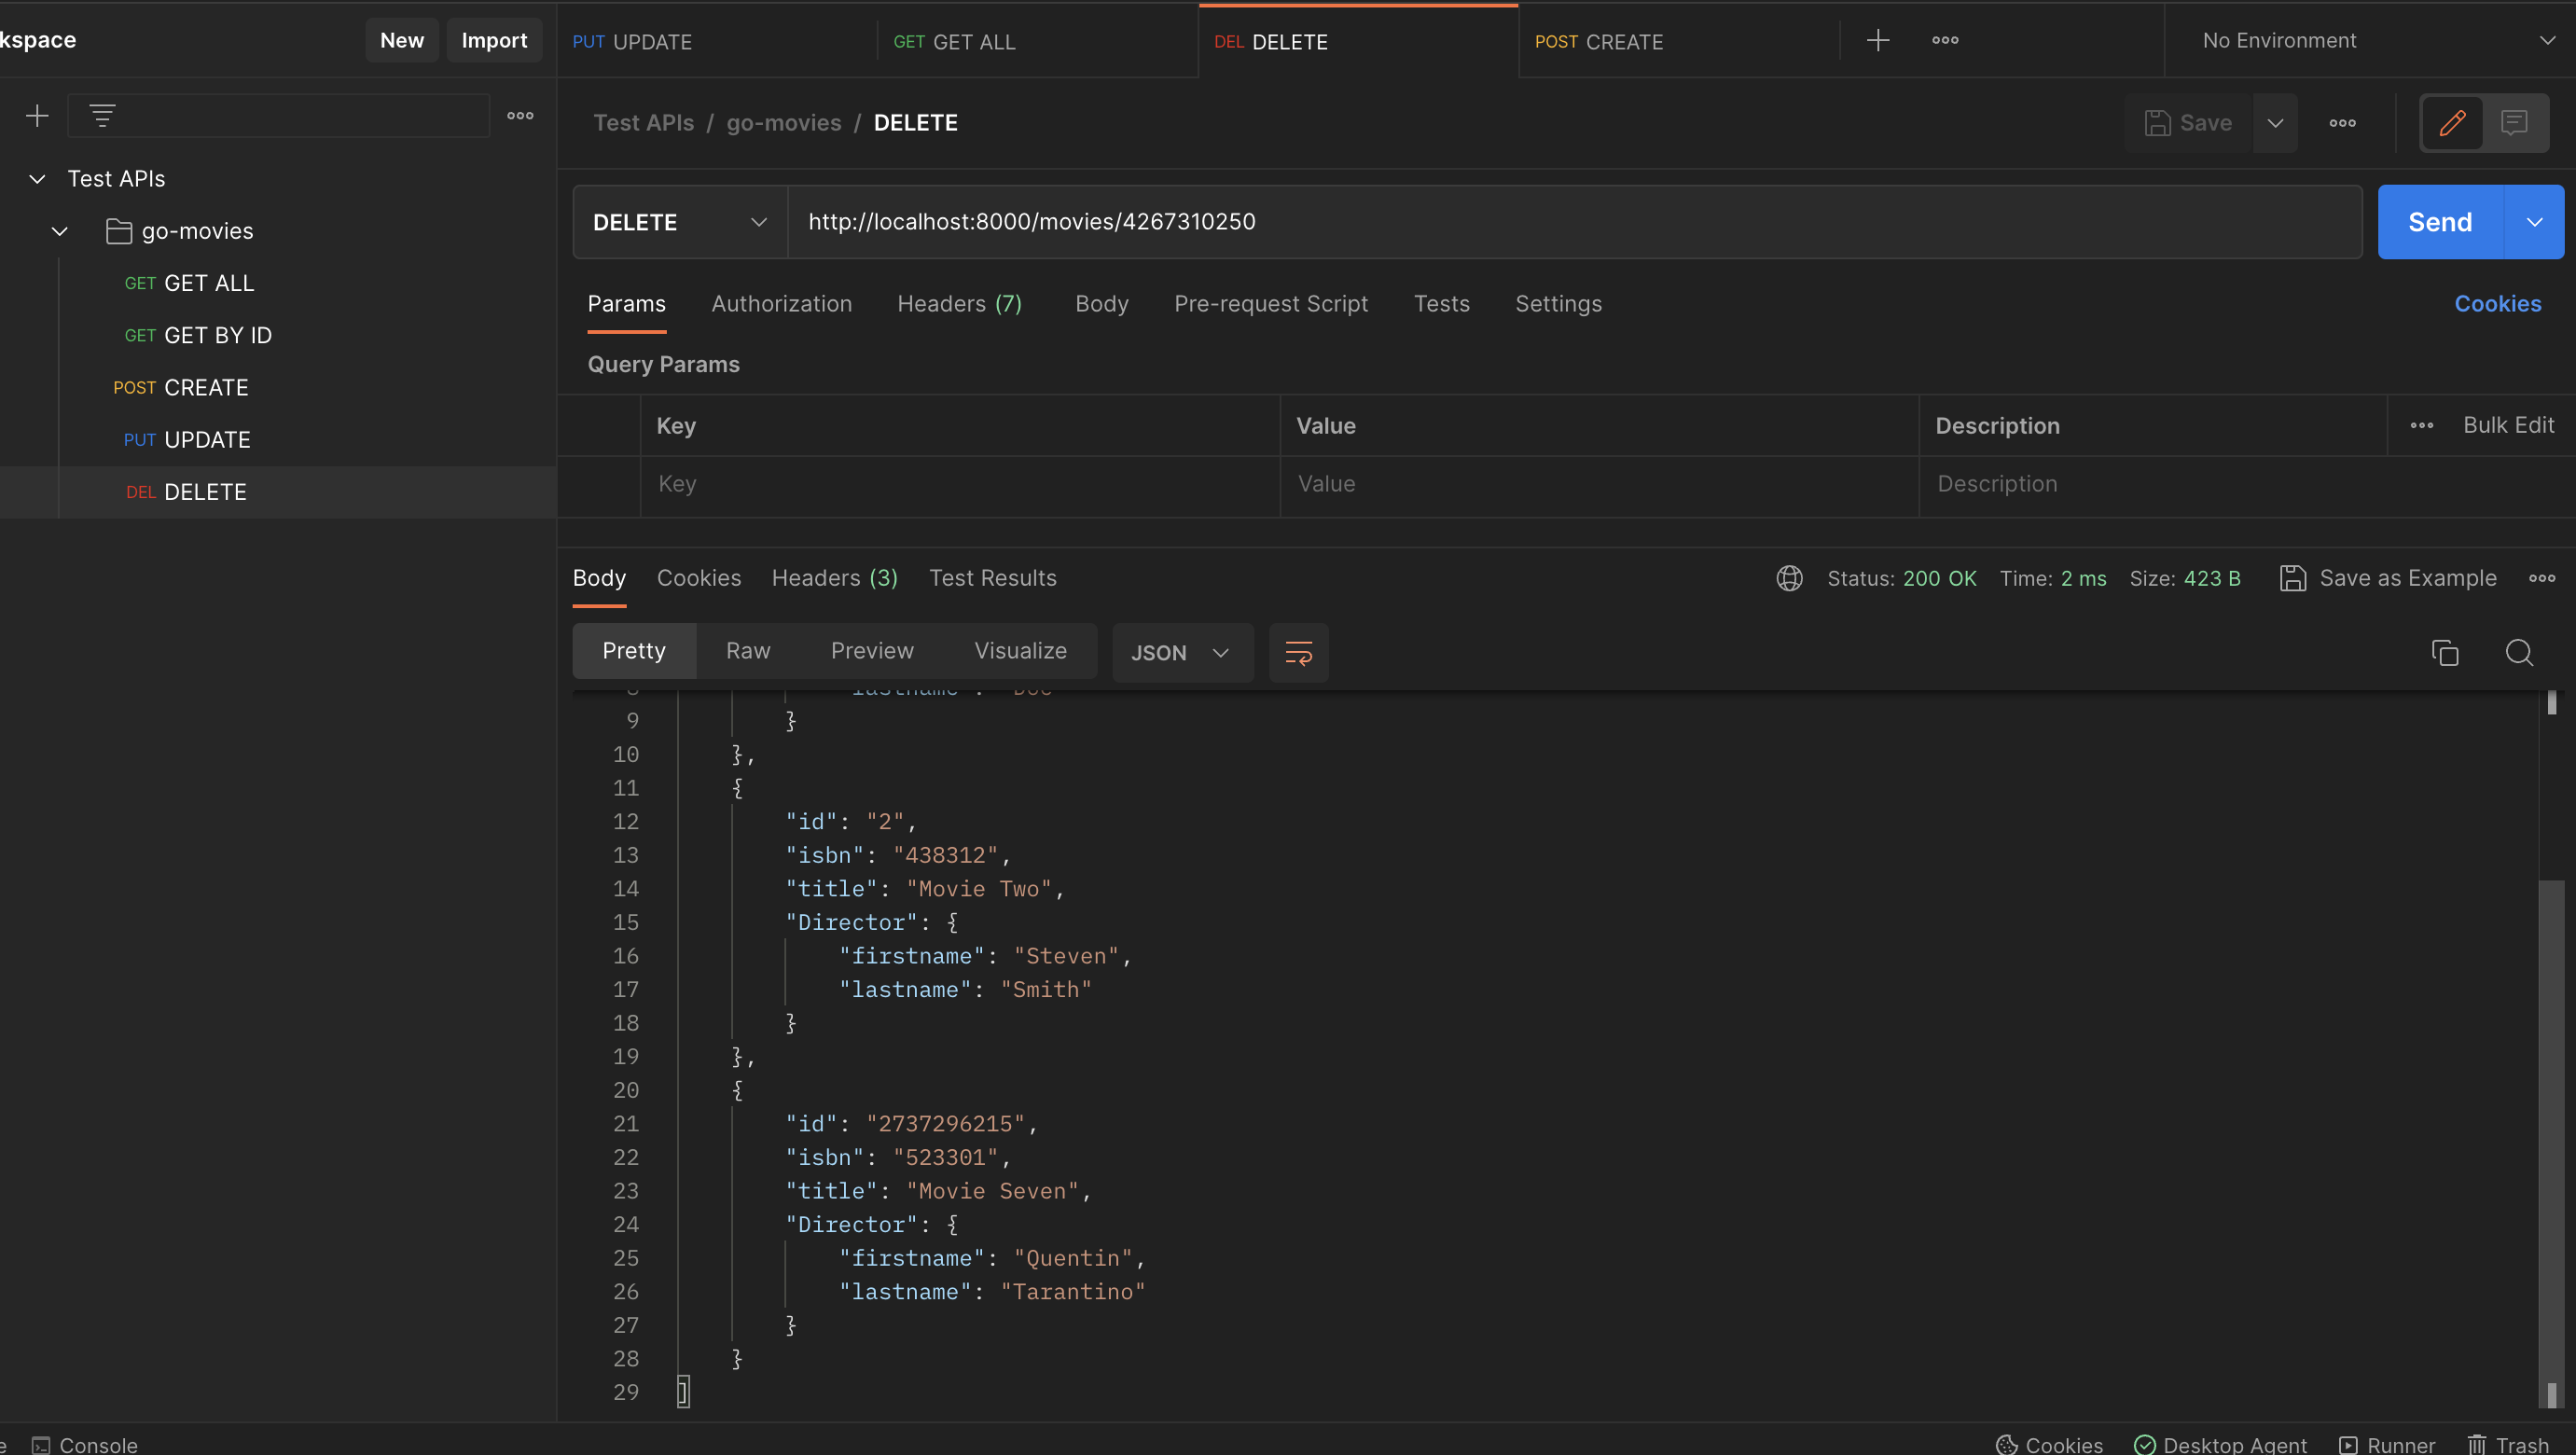 kspace
New
Import
PUT UPDATE
GET GET ALL
DEL DELETE
POST CREATE
No Environment
Test APIs / go-movies / DELETE
Save
Test APIs
go-movies
GET GET ALL
GET GET BY ID
POST CREATE
PUT UPDATE
DEL DELETE
DELETE
http://localhost:8000/movies/4267310250
Send
Params
Authorization
Headers (7)
Body
Pre-request Script
Tests
Settings
Cookies
Query Params
Key
Value
Description
Bulk Edit
Key
Value
Description
Body
Cookies
Headers (3)
Test Results
Status: 200 OK
Time: 2 ms
Size: 423 B
Save as Example
Pretty
Raw
Preview
Visualize
JSON
8 "lastname": "Doe"
9 }
10 },
11 {
12 "id": "2",
13 "isbn": "438312",
14 "title": "Movie Two",
15 "Director": {
16 "firstname": "Steven",
17 "lastname": "Smith"
18 }
19 },
20 {
21 "id": "2737296215",
22 "isbn": "523301",
23 "title": "Movie Seven",
24 "Director": {
25 "firstname": "Quentin",
26 "lastname": "Tarantino"
27 }
28 }
29 ]
e
Console
Cookies
Desktop Agent
Runner
Trash